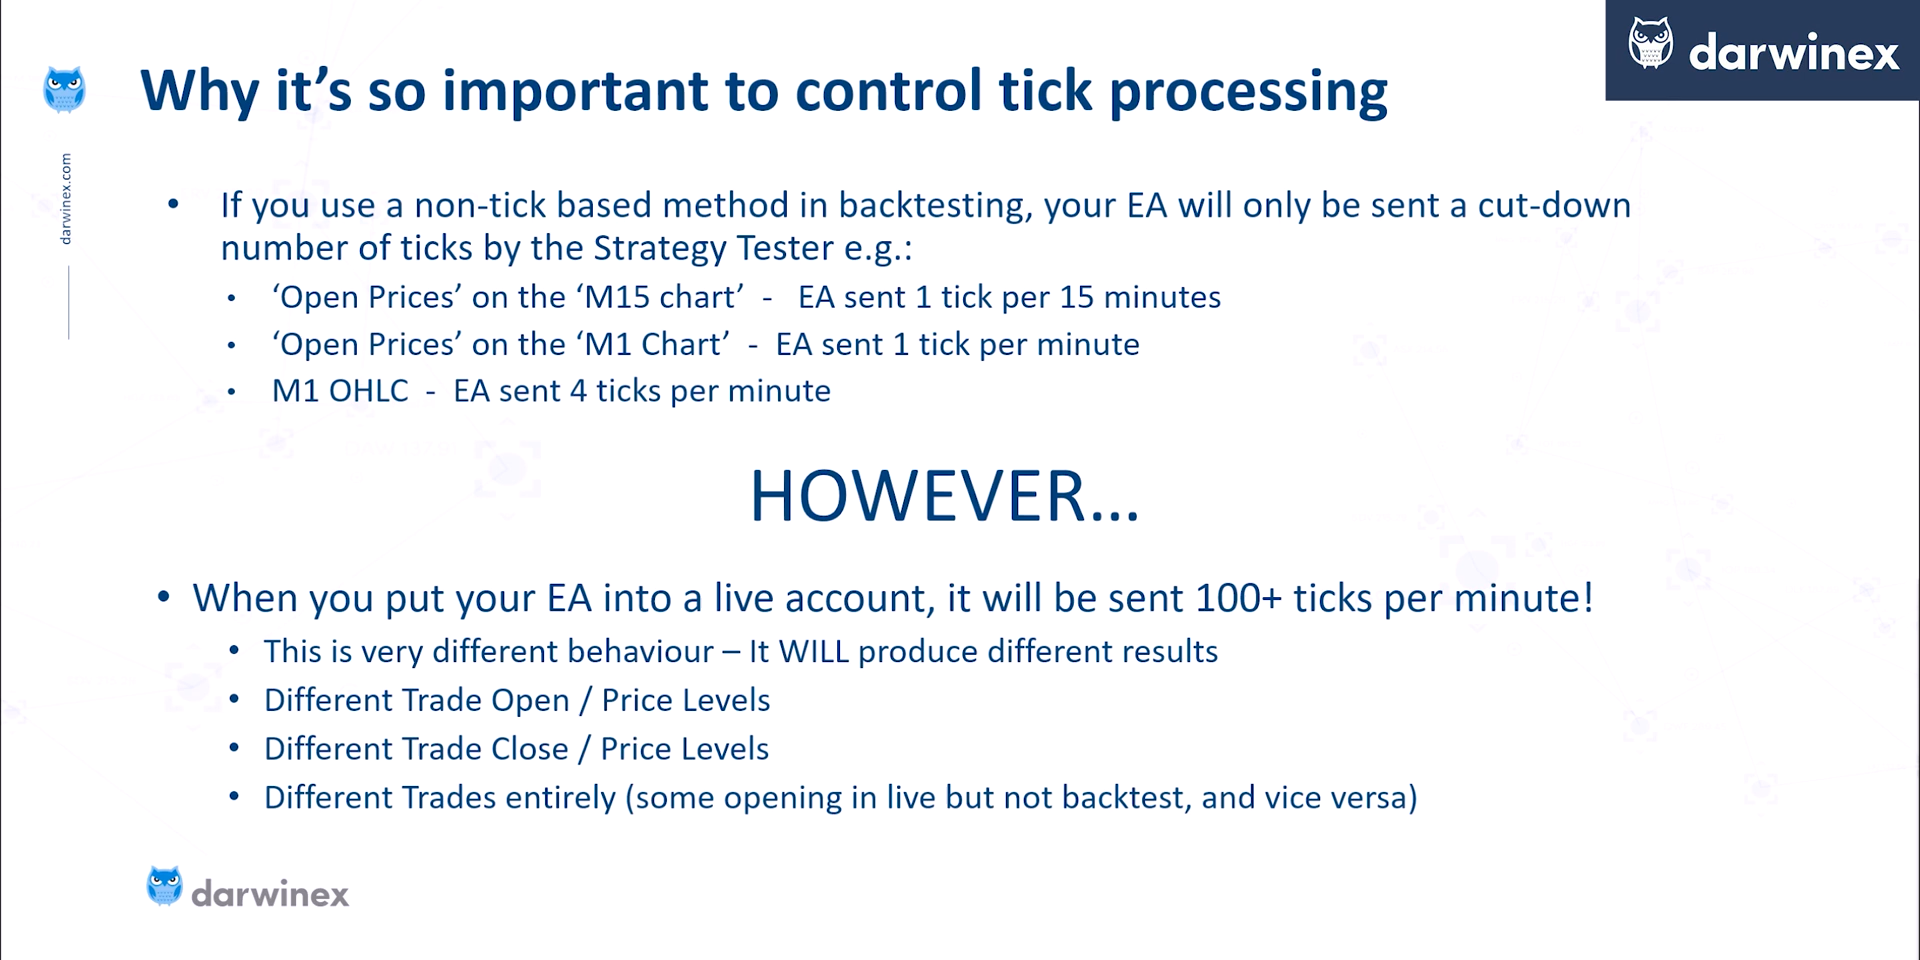 darwinex
Why it’s so important to control tick processing
darwinex.com
• If you use a non-tick based method in backtesting, your EA will only be sent a cut-down
number of ticks by the Strategy Tester e.g.:
• ‘Open Prices’ on the ‘M15 chart’ - EA sent 1 tick per 15 minutes
• ‘Open Prices’ on the ‘M1 Chart’ - EA sent 1 tick per minute
• M1 OHLC - EA sent 4 ticks per minute
HOWEVER...
• When you put your EA into a live account, it will be sent 100+ ticks per minute!
• This is very different behaviour – It WILL produce different results
• Different Trade Open / Price Levels
• Different Trade Close / Price Levels
• Different Trades entirely (some opening in live but not backtest, and vice versa)
darwinex